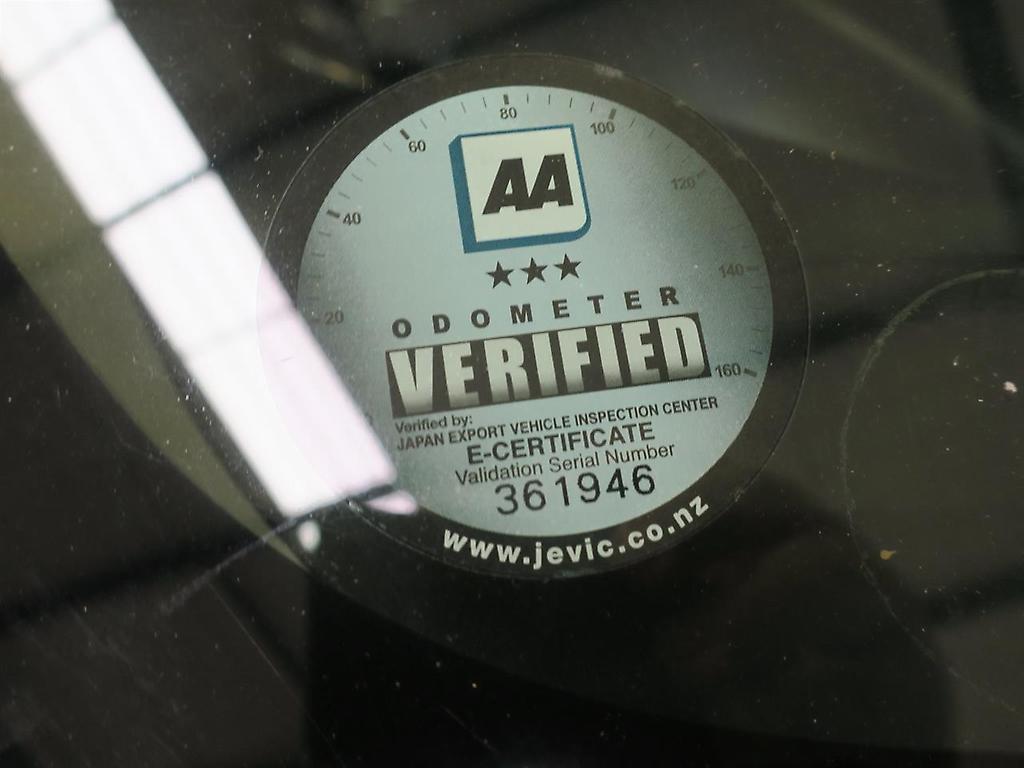 20
40
60
80
100
120
140
160
AA
ODOMETER
VERIFIED
Verified by:
JAPAN EXPORT VEHICLE INSPECTION CENTER
E-CERTIFICATE
Validation Serial Number
361946
www.jevic.co.nz